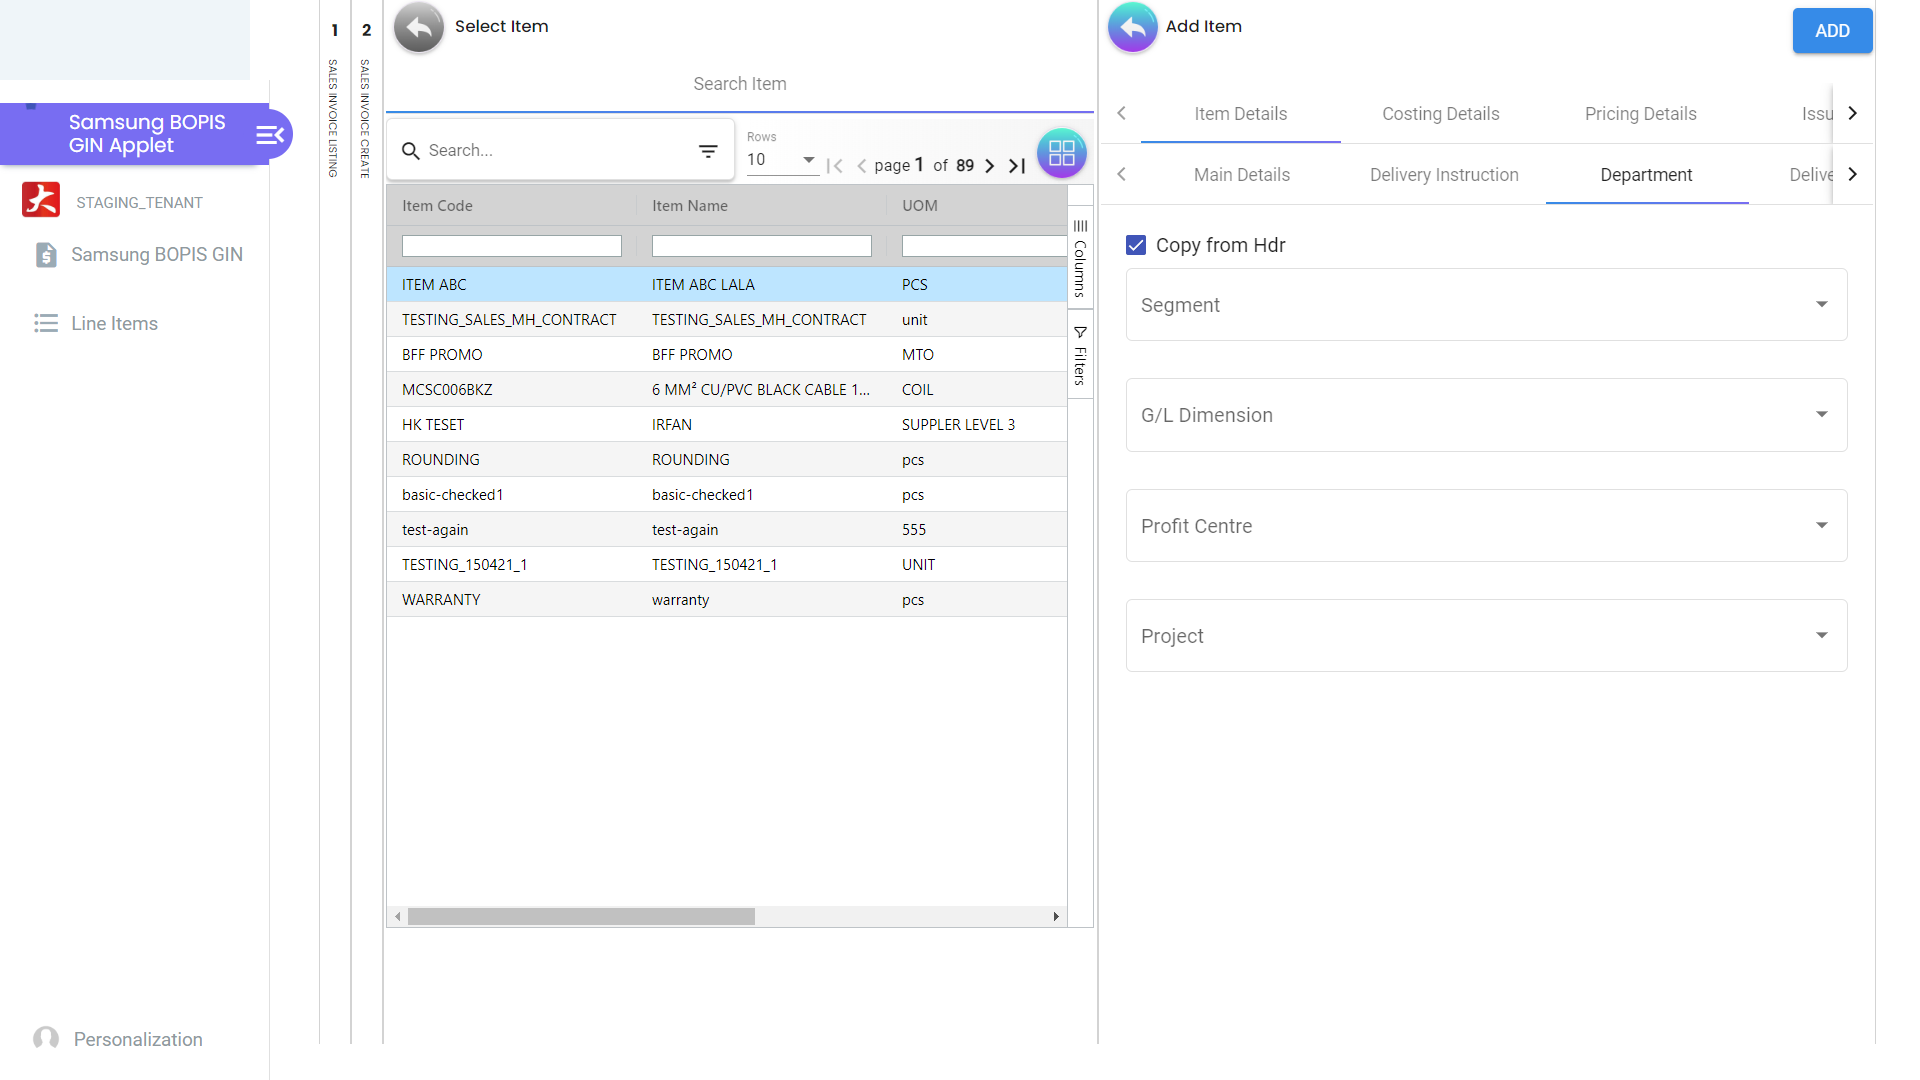 Samsung BOPIS
GIN Applet
STAGING_TENANT
Samsung BOPIS GIN
Line Items
Personalization
1
SALES INVOICE LISTING
2
SALES INVOICE CREATE
Select Item
Search Item
Search...
Rows
10
page 1 of 89
Item Code Item Name UOM
ITEM ABC ITEM ABC LALA PCS
TESTING_SALES_MH_CONTRACT TESTING_SALES_MH_CONTRACT unit
BFF PROMO BFF PROMO MTO
MCSC006BKZ 6 MM² CU/PVC BLACK CABLE 1... COIL
HK TESET IRFAN SUPPLER LEVEL 3
ROUNDING ROUNDING pcs
basic-checked1 basic-checked1 pcs
test-again test-again 555
TESTING_150421_1 TESTING_150421_1 UNIT
WARRANTY warranty pcs
Columns
Filters
Add Item
ADD
Item Details Costing Details Pricing Details Issu
Main Details Delivery Instruction Department Delive
Copy from Hdr
Segment
G/L Dimension
Profit Centre
Project